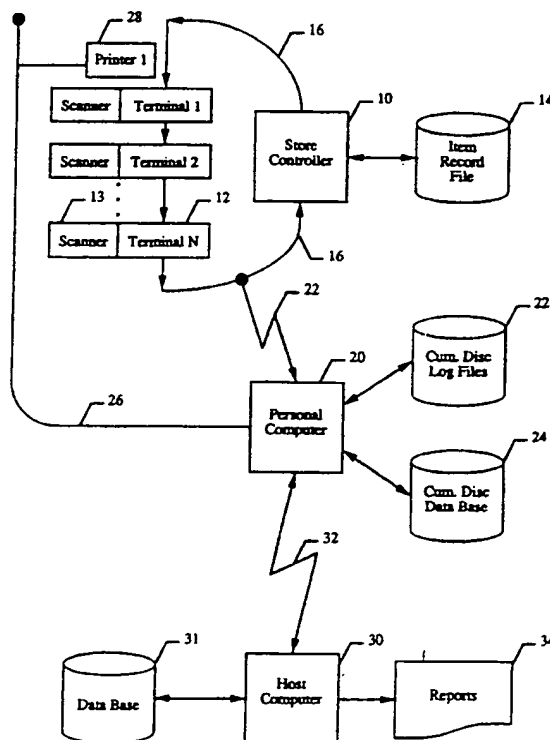 28
Printer 1
16
Scanner Terminal 1
10
14
Store
Controller
Item
Record
File
Scanner Terminal 2
13
12
Scanner Terminal N
16
22
22
20
Cum. Disc
Log Files
Personal
Computer
26
24
Cum. Disc
Data Base
32
31
30
34
Host
Computer
Data Base
Reports